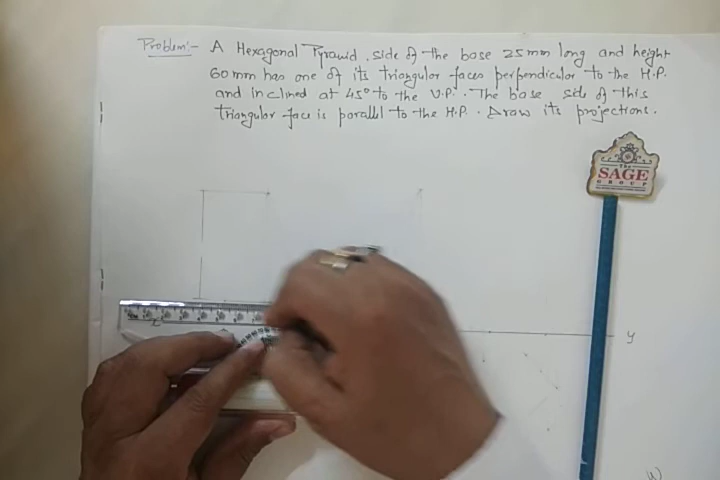 Problem:- A Hexagonal Pyramid, side of the base 25mm long and height
60mm has one of its triangular faces perpendicular to the H.P.
and inclined at 45° to the V.P. . The base side of this
triangular face is parallel to the H.P. . Draw its projections.
The
SAGE
GROUP
y